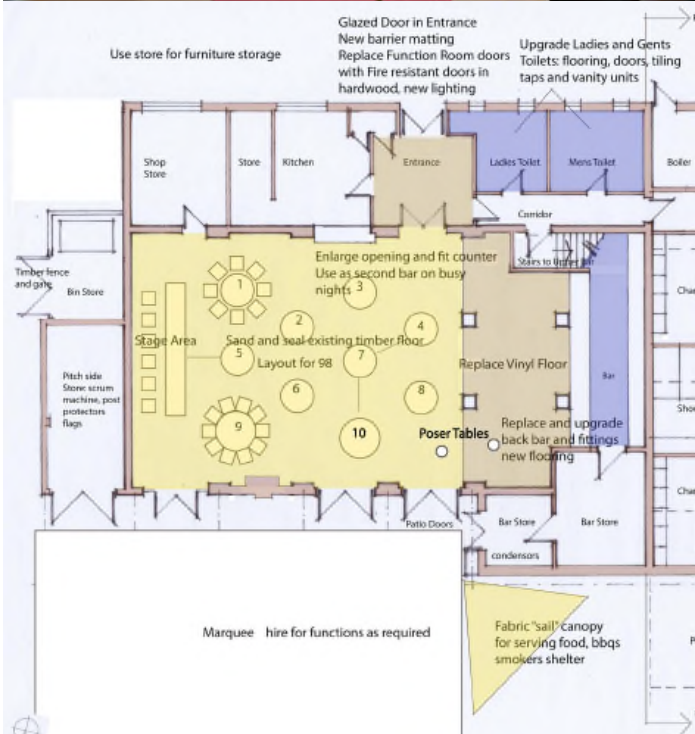 Glazed Door in Entrance
New barrier matting
Replace Function Room doors
with Fire resistant doors in
hardwood, new lighting
Upgrade Ladies and Gents
Toilets: flooring, doors, tiling
taps and vanity units
Use store for furniture storage
Shop
Store
Store
Kitchen
Entrance
Ladies Toilet
Mens Toilet
Boiler
Corridor
Stairs to Upper Bar
Timber fence
and gate
Bin Store
Enlarge opening and fit counter
Use as second bar on busy
nights
1
2
3
4
Stage Area
Sand and seal existing timber floor
5
Layout for 98
7
Replace Vinyl Floor
6
8
Bar
Pitch side
Store: scrum
machine, post
protectors
flags
9
10
Poser Tables
Replace and upgrade
back bar and fittings
new flooring
Patio Doors
Bar Store
condensors
Bar Store
Marquee hire for functions as required
Fabric "sail" canopy
for serving food, bbqs
smokers shelter